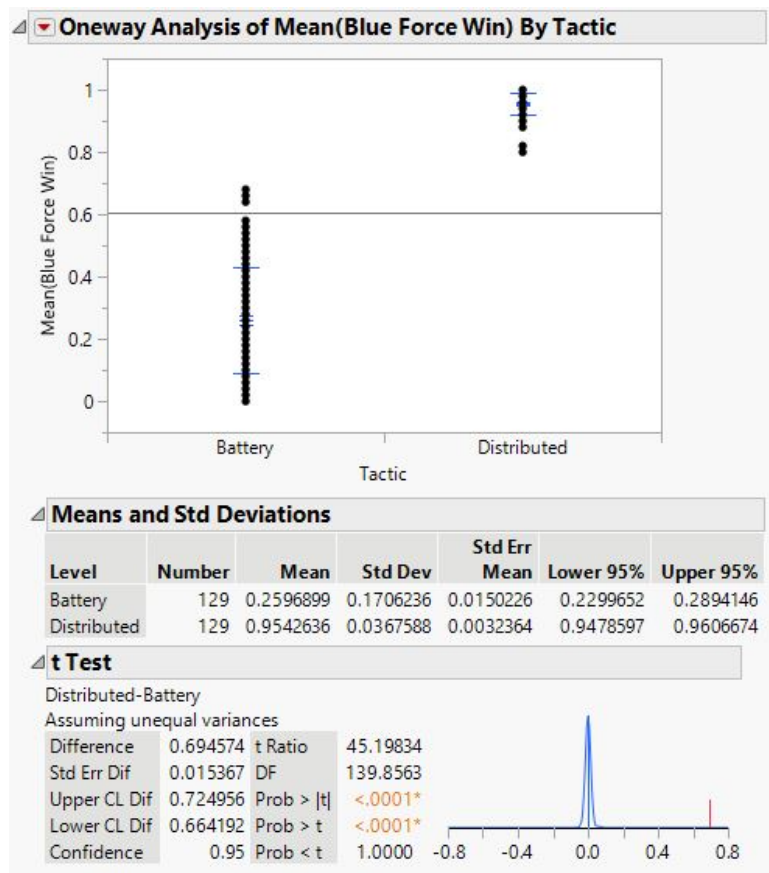 Oneway Analysis of Mean(Blue Force Win) By Tactic
Mean(Blue Force Win)
1
0.8
0.6
0.4
0.2
0
Battery Distributed
Tactic
Means and Std Deviations
Level Number Mean Std Dev Std Err Mean Lower 95% Upper 95%
Battery 129 0.2596899 0.1706236 0.0150226 0.2299652 0.2894146
Distributed 129 0.9542636 0.0367588 0.0032364 0.9478597 0.9606674
t Test
Distributed-Battery
Assuming unequal variances
Difference 0.694574 t Ratio 45.19834
Std Err Dif 0.015367 DF 139.8563
Upper CL Dif 0.724956 Prob > |t| <.0001*
Lower CL Dif 0.664192 Prob > t <.0001*
Confidence 0.95 Prob < t 1.0000
-0.8 -0.4 0.0 0.4 0.8